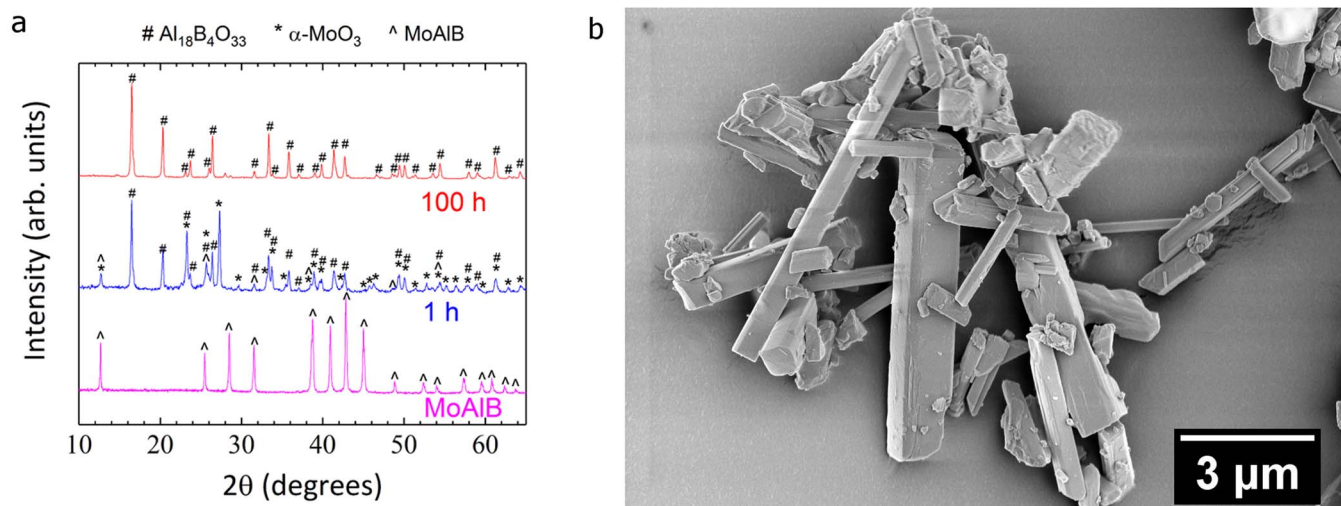 a
# Al₁₈B₄O₃₃ * α-MoO₃ ^ MoAlB
Intensity (arb. units)
100 h
1 h
MoAlB
10 20 30 40 50 60
2θ (degrees)
b
3 μm